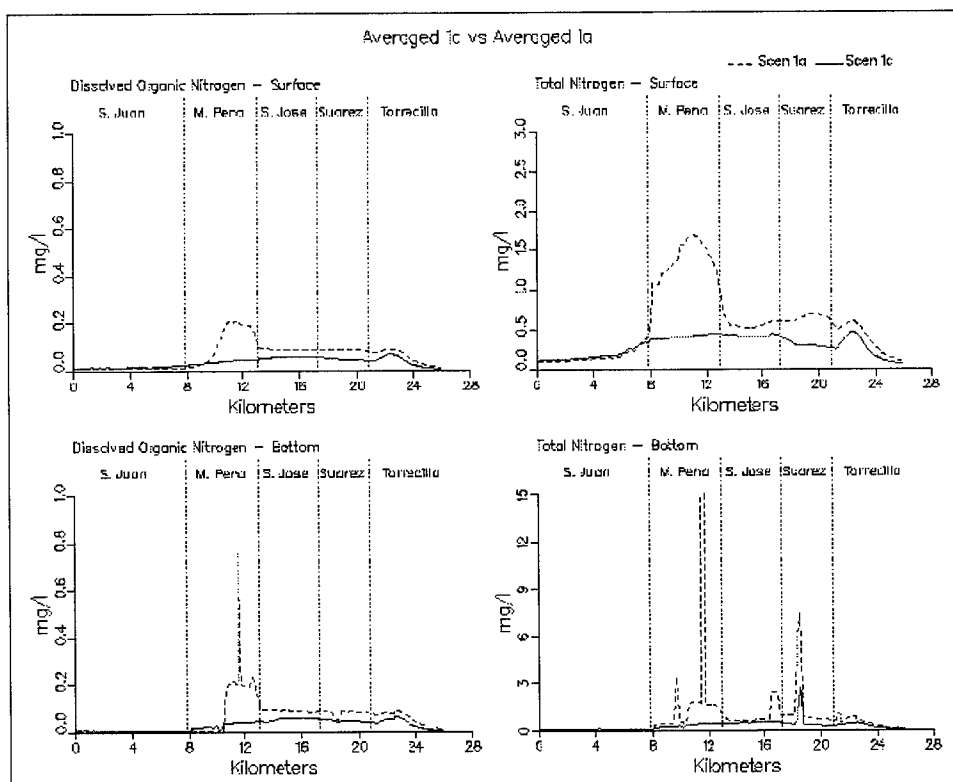 Averaged 1c vs Averaged 1a
--- Scen 1a —— Scen 1c
Dissolved Organic Nitrogen – Surface
S. Juan M. Pena S. Jose Suarez Torrecilla
1.0
0.8
0.6
0.4
0.2
0.0
mg/l
0 4 8 12 16 20 24 28
Kilometers
Total Nitrogen – Surface
S. Juan M. Pena S. Jose Suarez Torrecilla
3.0
2.5
2.0
1.5
1.0
0.5
0.0
mg/l
0 4 8 12 16 20 24 28
Kilometers
Dissolved Organic Nitrogen – Bottom
S. Juan M. Pena S. Jose Suarez Torrecilla
1.0
0.8
0.6
0.4
0.2
0.0
mg/l
0 4 8 12 16 20 24 28
Kilometers
Total Nitrogen – Bottom
S. Juan M. Pena S. Jose Suarez Torrecilla
15
12
9
6
3
0
mg/l
0 4 8 12 16 20 24 28
Kilometers